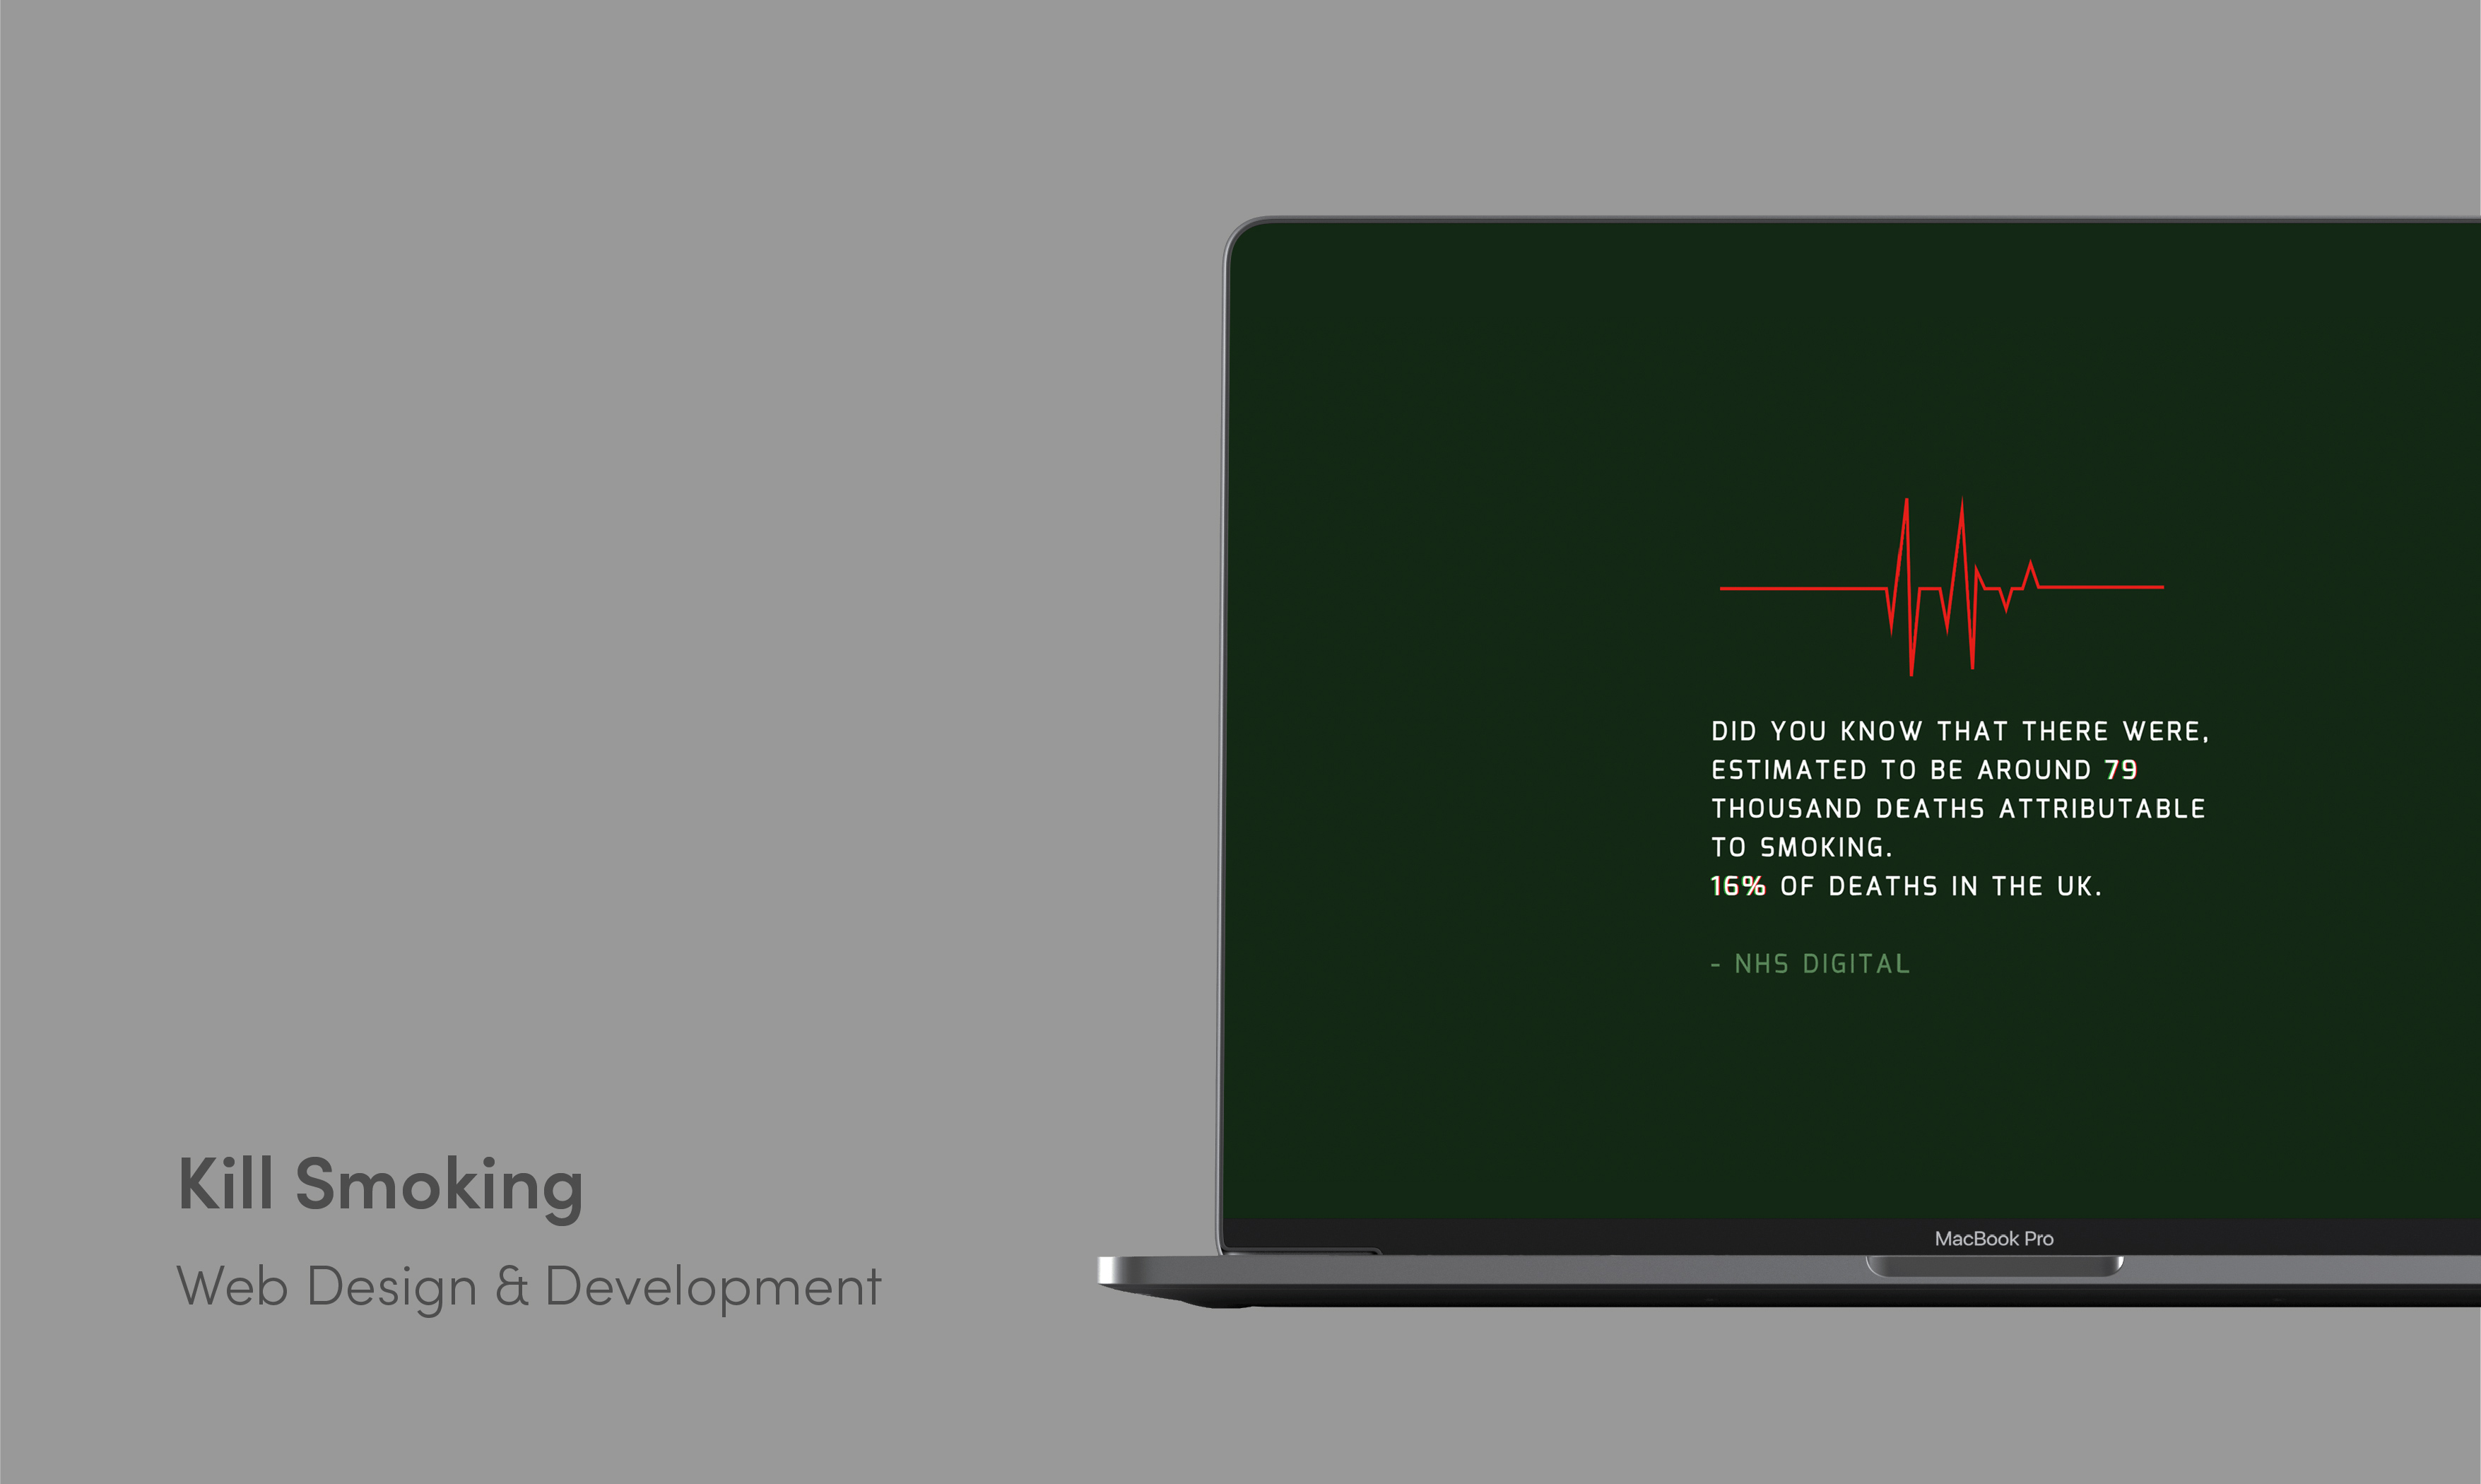 DID YOU KNOW THAT THERE WERE,
ESTIMATED TO BE AROUND 79
THOUSAND DEATHS ATTRIBUTABLE
TO SMOKING.
16% OF DEATHS IN THE UK.
- NHS DIGITAL
Kill Smoking
Web Design & Development
MacBook Pro